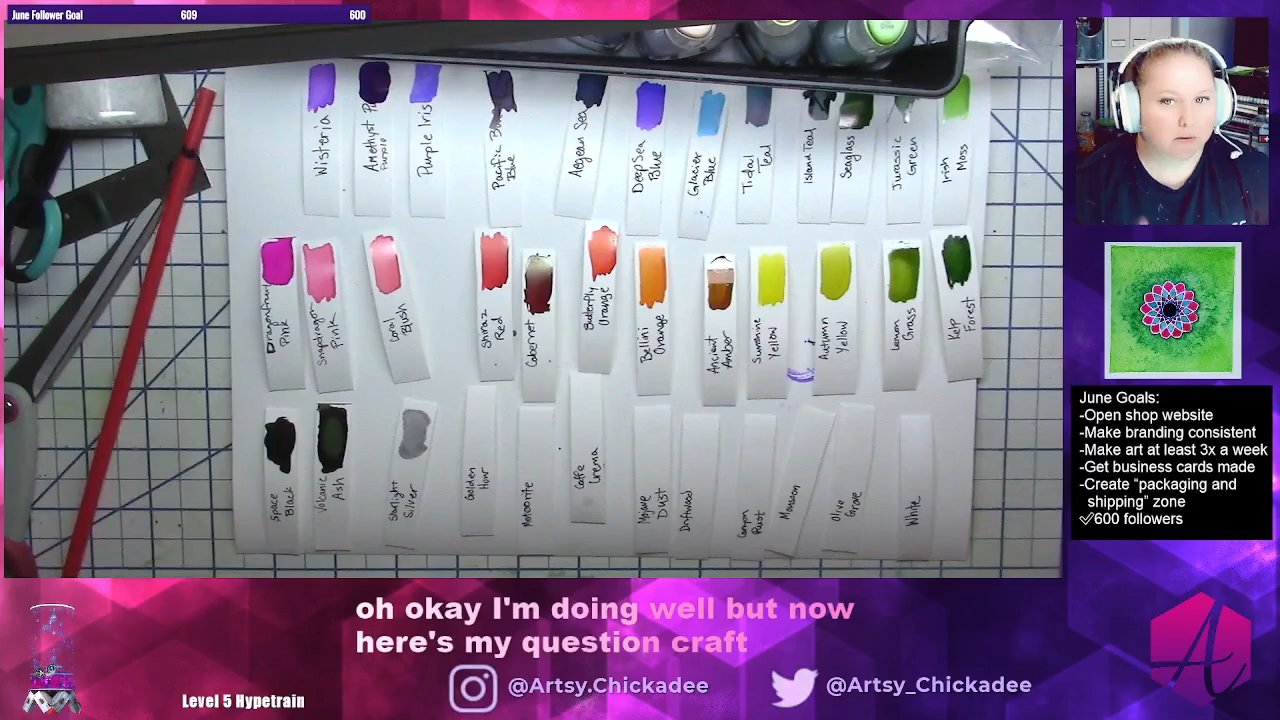 June Follower Goal
609
600
Wisteria
Amethyst
Purple
Purple Iris
Pacific
Blue
Aegean Sea
Deep Sea
Blue
Glacier
Blue
Tidal
Teal
Island Teal
Seaglass
Jurassic
Green
Irish
Moss
Dragonfruit
Pink
Snapdragon
Pink
Coral
Blush
Shiraz
Red
Cabernet
Butterfly
Orange
Bellini
Orange
Ancient
Amber
Sunshine
Yellow
Autumn
Yellow
Lemon
Grass
Kelp
Forest
Space
Black
Volcanic
Ash
Starlight
Silver
Golden
Hour
Meteorite
Caffe
Crema
Mojave
Dust
Driftwood
Canyon
Rust
Monsoon
Olive
Grove
White
June Goals:
-Open shop website
-Make branding consistent
-Make art at least 3x a week
-Get business cards made
-Create "packaging and
shipping" zone
✓600 followers
oh okay I'm doing well but now
here's my question craft
@Artsy.Chickadee
@Artsy_Chickadee
Level 5 Hypetrain